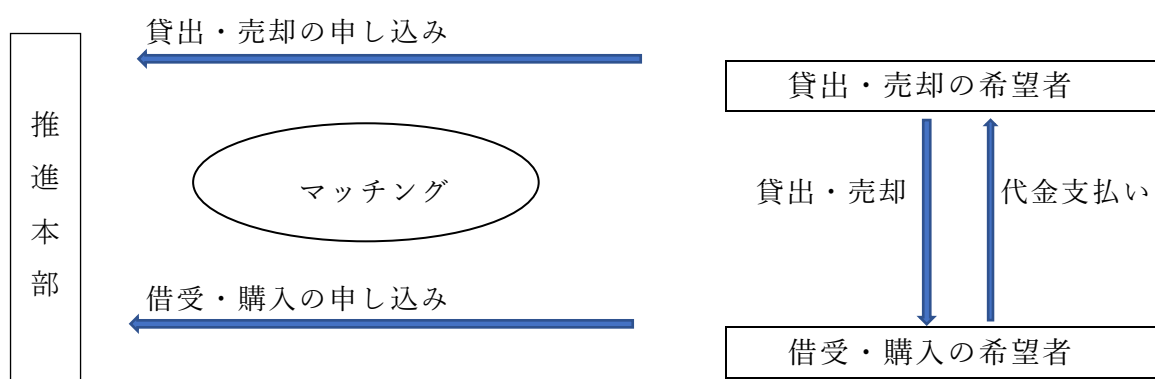 貸出・売却の申し込み
貸出・売却の希望者
推進本部
マッチング
貸出・売却
代金支払い
借受・購入の申し込み
借受・購入の希望者